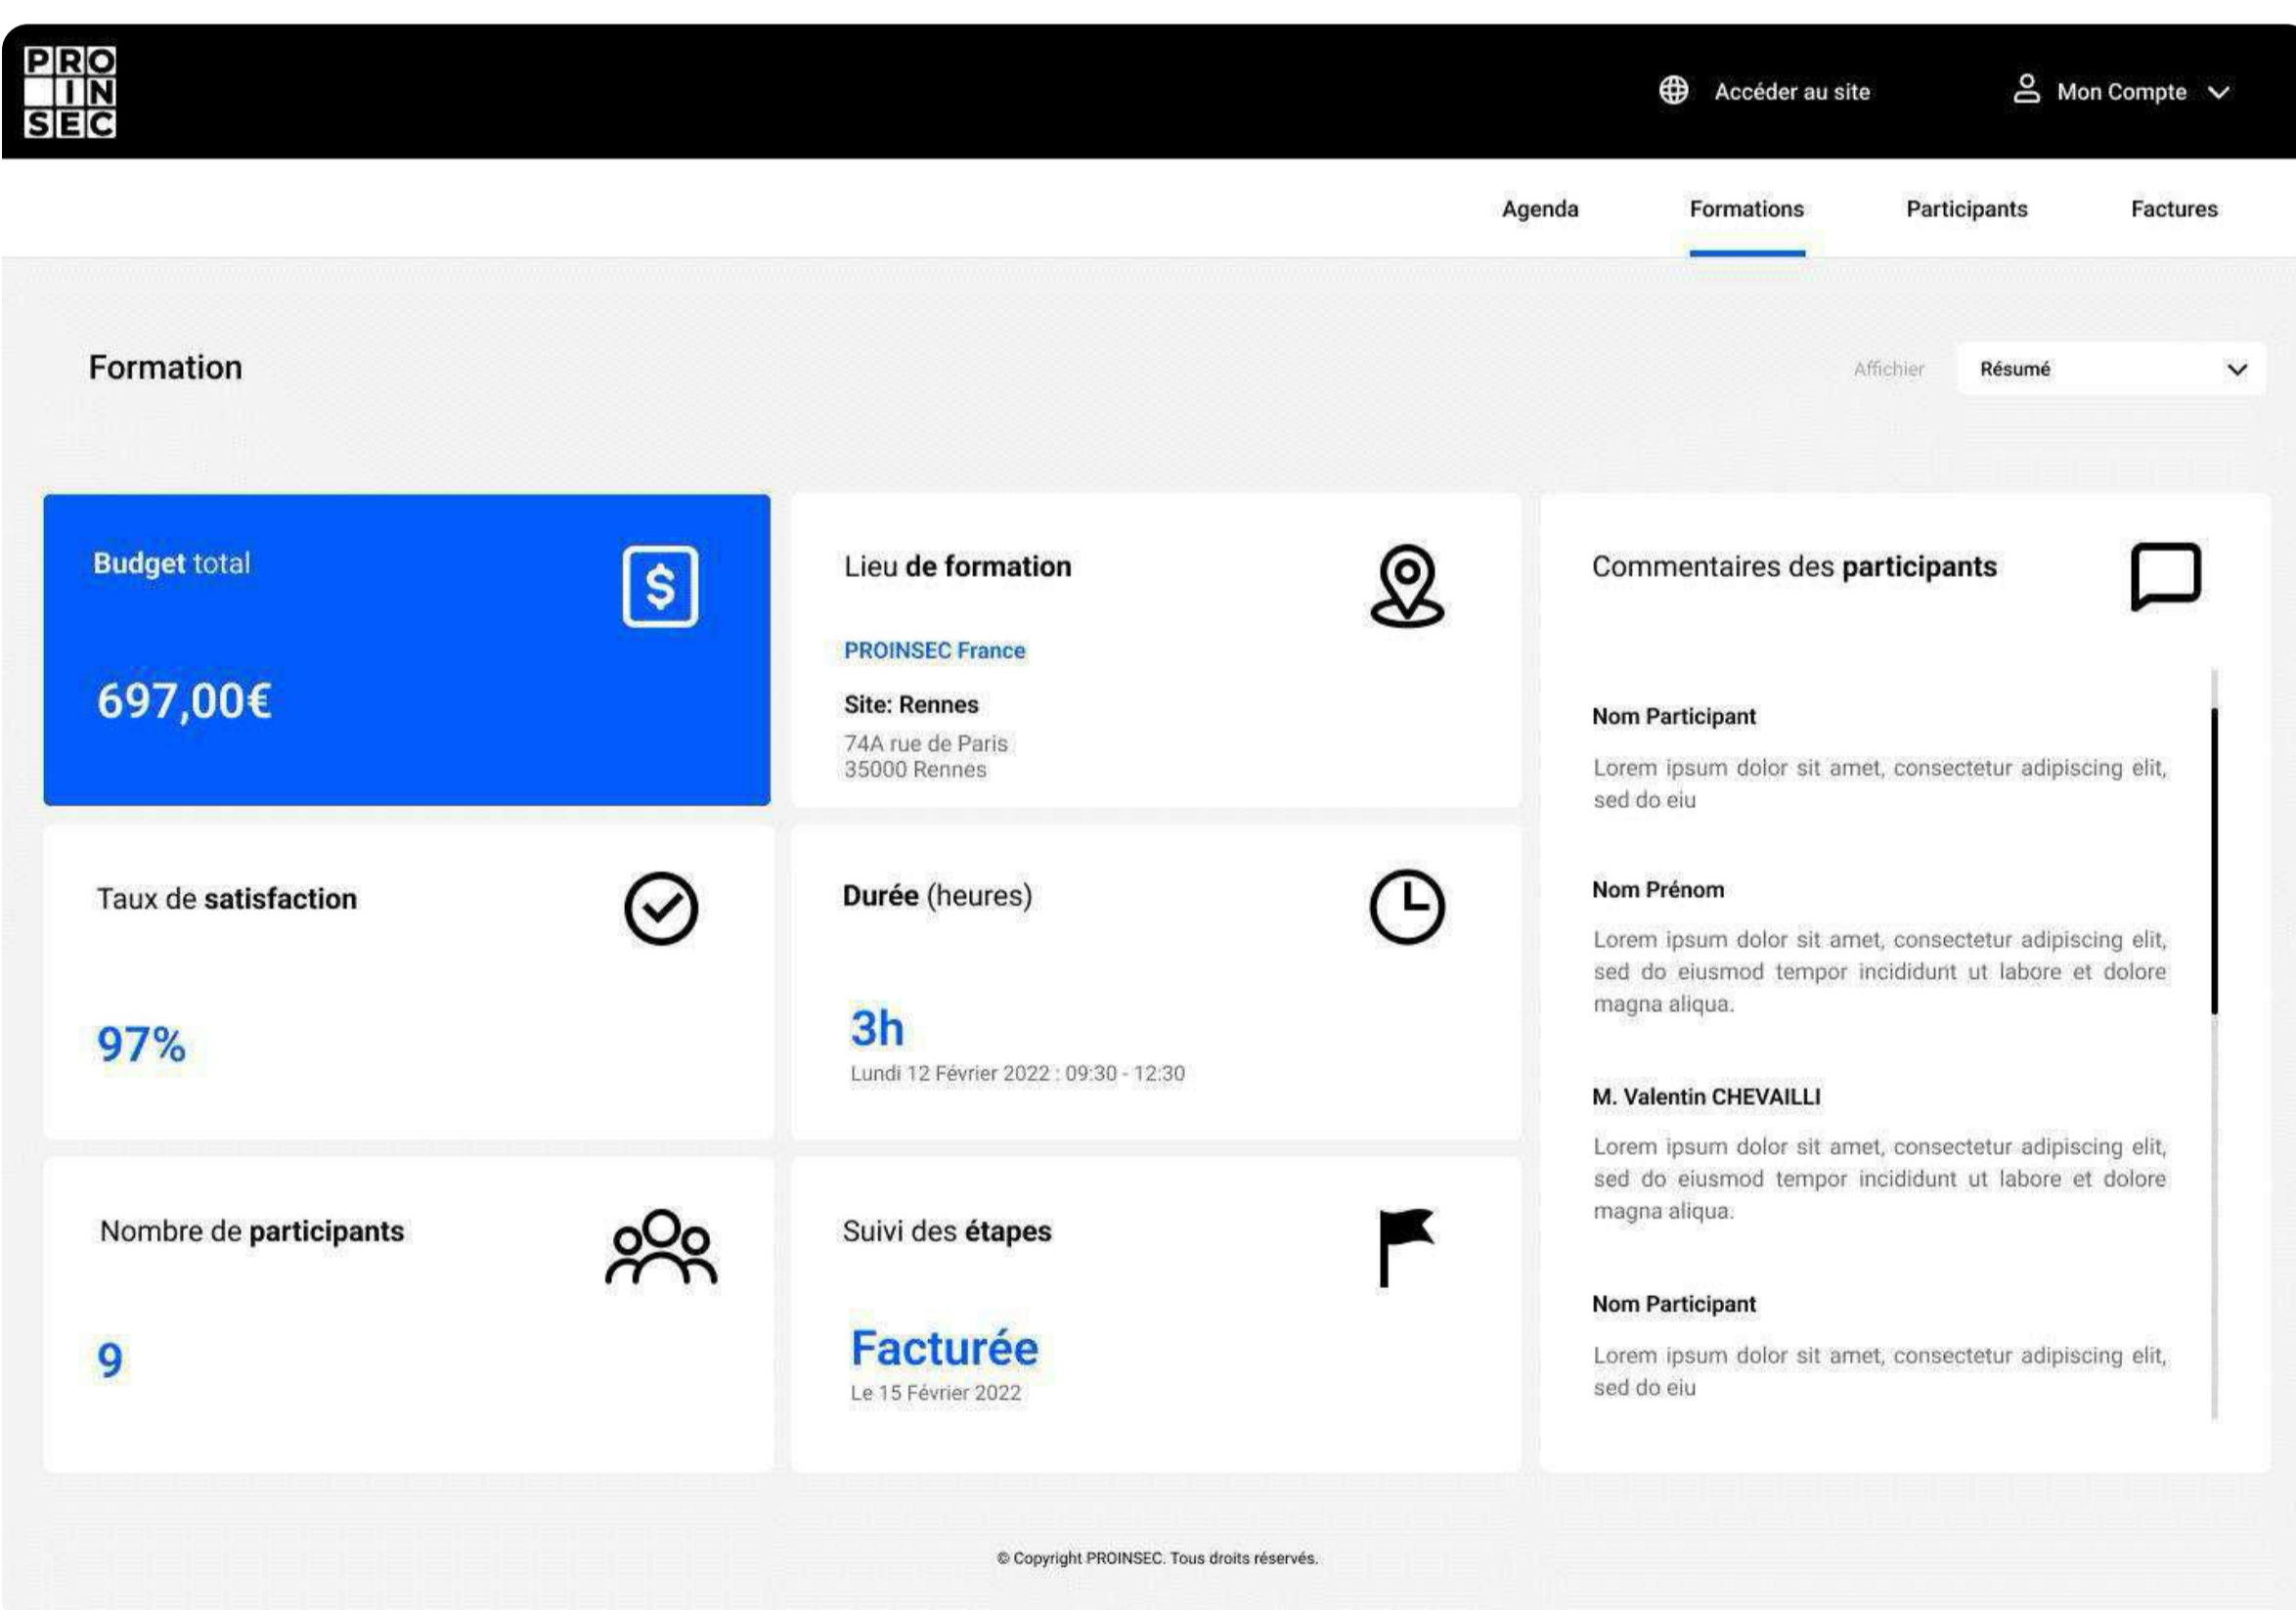 PRO
IN
SEC
Accéder au site
Mon Compte
Agenda
Formations
Participants
Factures
Formation
Affichier
Résumé
Budget total
$
697,00€
Lieu de formation
PROINSEC France
Site: Rennes
74A rue de Paris
35000 Rennes
Commentaires des participants
Nom Participant
Lorem ipsum dolor sit amet, consectetur adipiscing elit,
sed do eiu
Nom Prénom
Lorem ipsum dolor sit amet, consectetur adipiscing elit,
sed do eiusmod tempor incididunt ut labore et dolore
magna aliqua.
M. Valentin CHEVAILLI
Lorem ipsum dolor sit amet, consectetur adipiscing elit,
sed do eiusmod tempor incididunt ut labore et dolore
magna aliqua.
Nom Participant
Lorem ipsum dolor sit amet, consectetur adipiscing elit,
sed do eiu
Taux de satisfaction
97%
Durée (heures)
3h
Lundi 12 Février 2022 : 09:30 - 12:30
Nombre de participants
9
Suivi des étapes
Facturée
Le 15 Février 2022
© Copyright PROINSEC. Tous droits réservés.